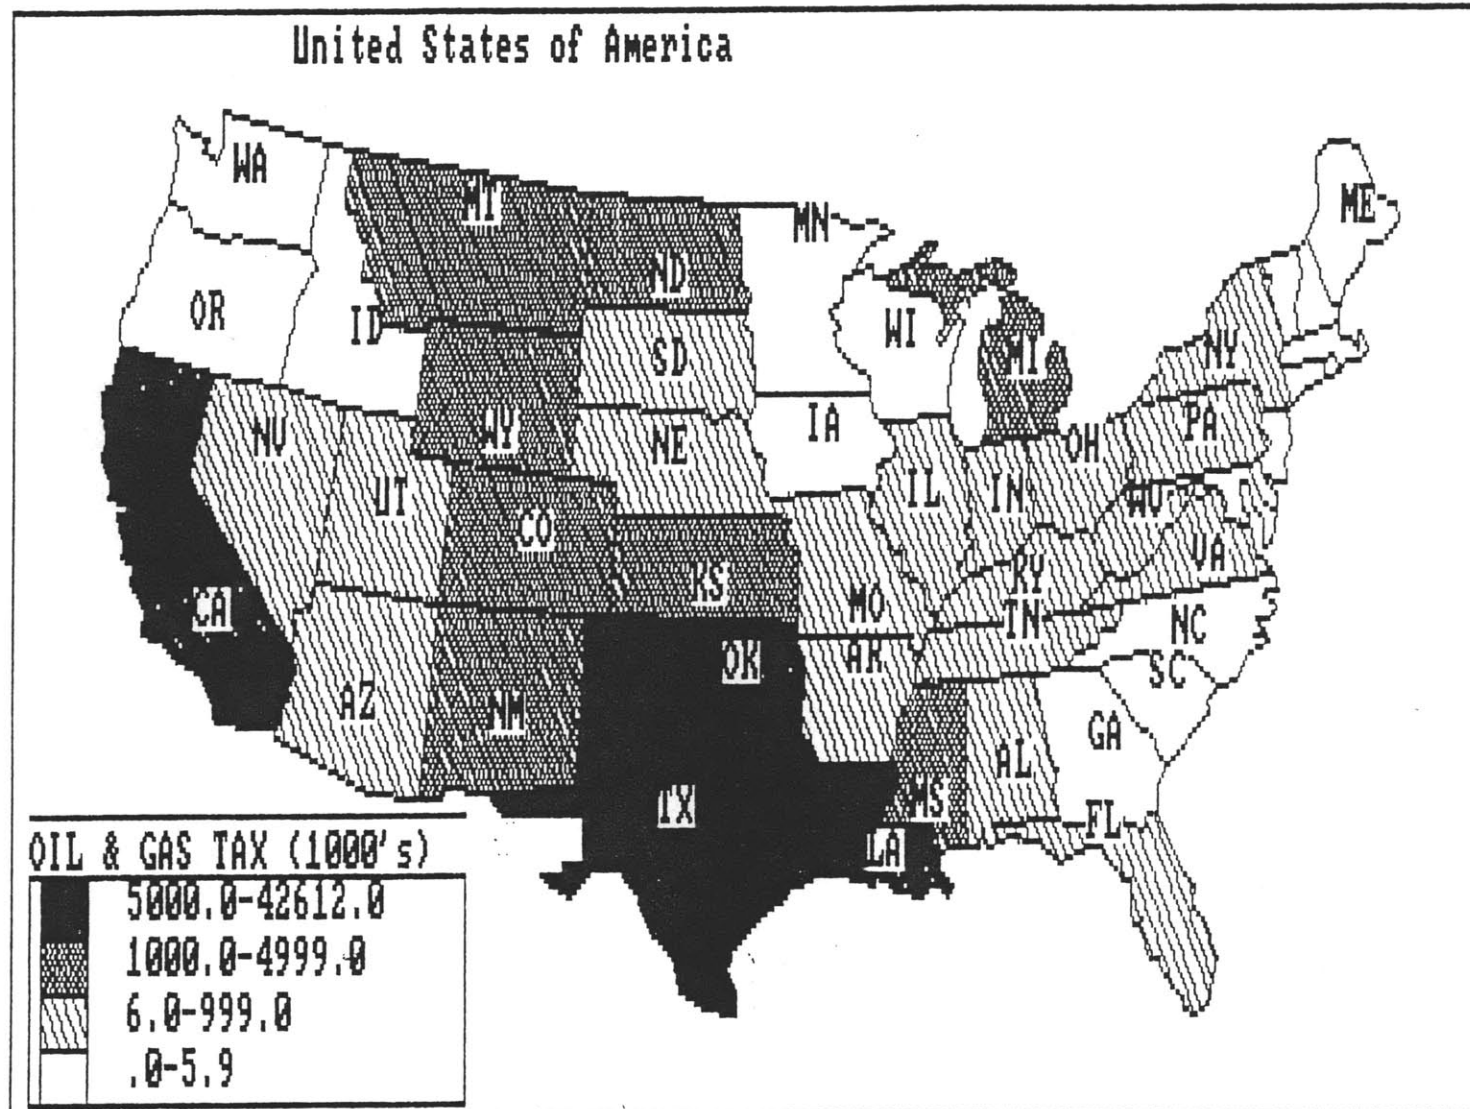 United States of America
WA
MT
ME
MN
ND
OR
ID
WI
SD
MI
NY
WY
NV
NE
IA
OH
PA
UT
IL
IN
WV
CO
KS
KY
VA
CA
MO
TN
NC
OK
AR
SC
AZ
NM
GA
AL
TX
MS
FL
LA
OIL & GAS TAX (1000's)
5000.0-42612.0
1000.0-4999.0
6.0-999.0
.0-5.9